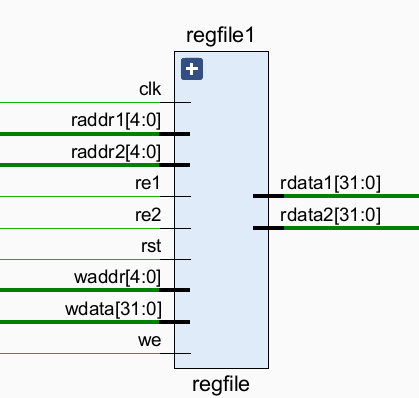 regfile1
clk
raddr1[4:0]
raddr2[4:0]
re1
re2
rst
waddr[4:0]
wdata[31:0]
we
rdata1[31:0]
rdata2[31:0]
regfile